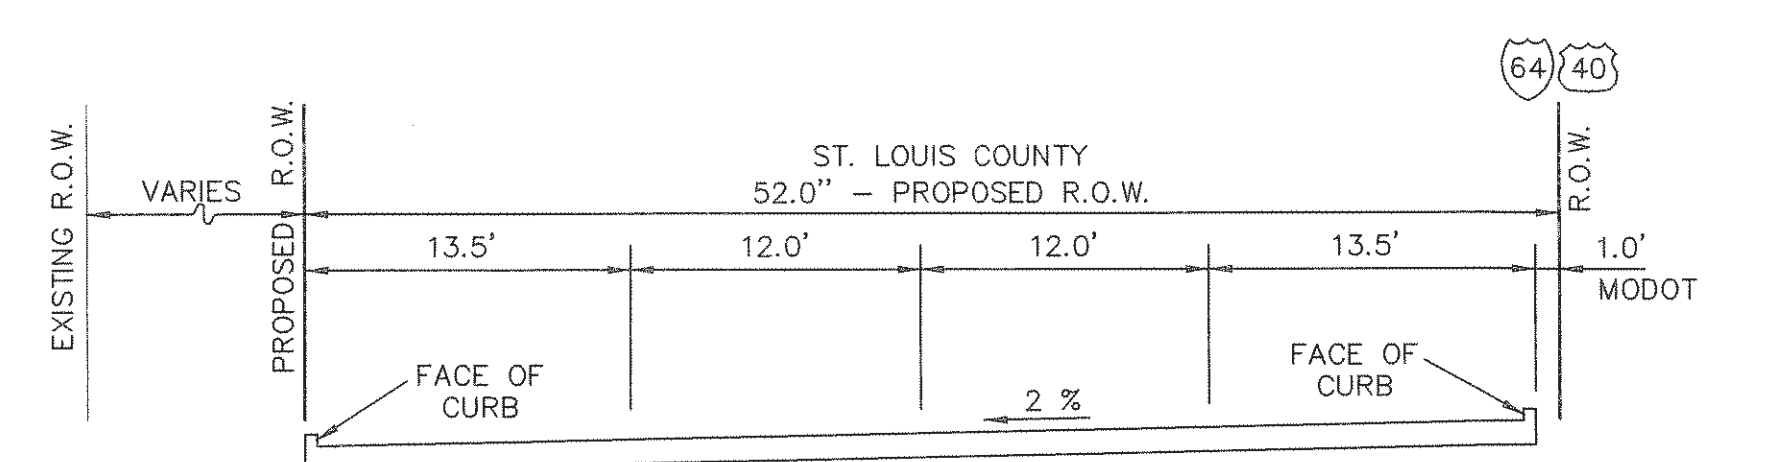 64 40
EXISTING R.O.W.
VARIES
PROPOSED R.O.W.
ST. LOUIS COUNTY
52.0" – PROPOSED R.O.W.
R.O.W.
13.5'
12.0'
12.0'
13.5'
1.0'
MODOT
FACE OF
CURB
2 %
FACE OF
CURB